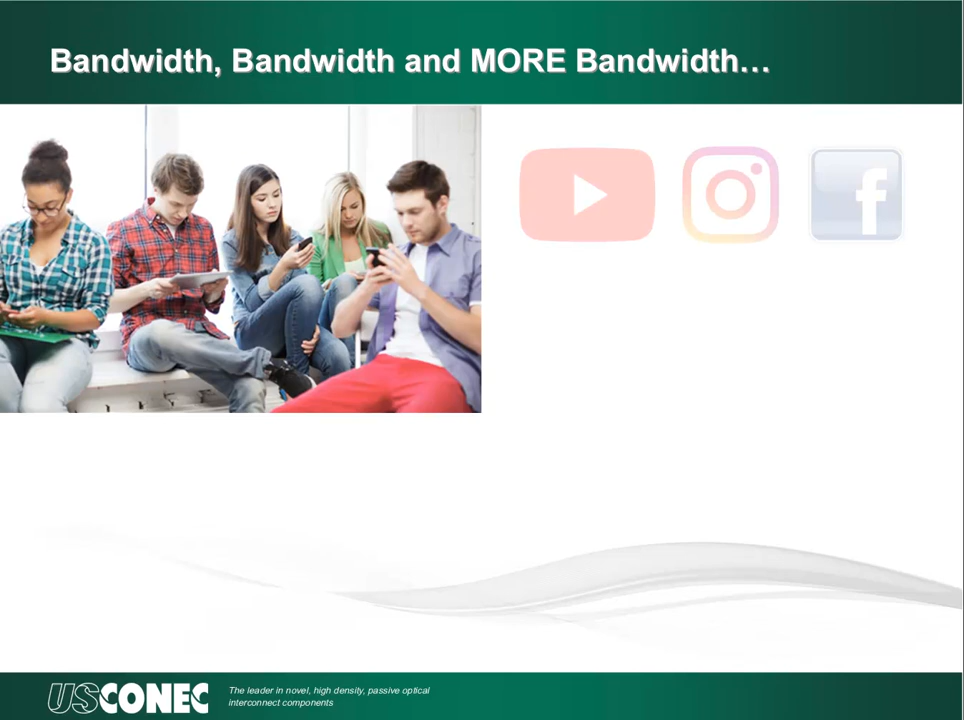 Bandwidth, Bandwidth and MORE Bandwidth...
f
USCONEC
The leader in novel, high density, passive optical
interconnect components